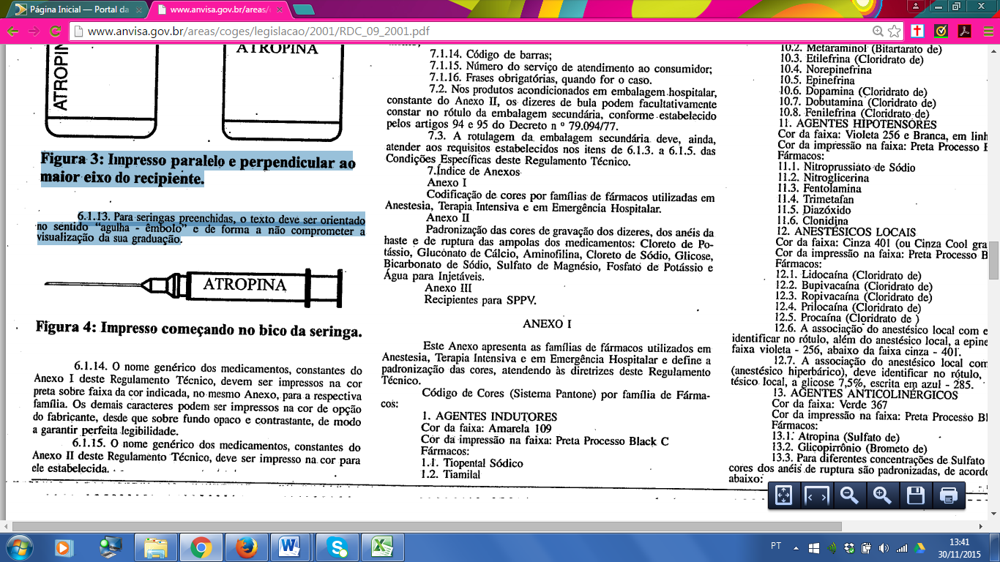 Página Inicial — Portal da
www.anvisa.gov.br/areas/
www.anvisa.gov.br/areas/coges/legislacao/2001/RDC_09_2001.pdf
ATROPIN
ATROPINA
Figura 3: Impresso paralelo e perpendicular ao
maior eixo do recipiente.
6.1.13. Para seringas preenchidas, o texto deve ser orientado
no sentido “agulha - êmbolo” e de forma a não comprometer a
visualização da sua graduação.
ATROPINA
Figura 4: Impresso começando no bico da seringa.
6.1.14. O nome genérico dos medicamentos, constantes do
Anexo I deste Regulamento Técnico, devem ser impressos na cor
preta sobre faixa da cor indicada, no mesmo Anexo, para a respectiva
família. Os demais caracteres podem ser impressos na cor de opção
do fabricante, desde que sobre fundo opaco e contrastante, de modo
a garantir perfeita legibilidade.
6.1.15. O nome genérico dos medicamentos, constantes do
Anexo II deste Regulamento Técnico, deve ser impresso na cor para
ele estabelecida.
7.1.14. Código de barras;
7.1.15. Número do serviço de atendimento ao consumidor;
7.1.16. Frases obrigatórias, quando for o caso.
7.2. Nos produtos acondicionados em embalagem hospitalar,
constante do Anexo II, os dizeres de bula podem facultativamente
constar no rótulo da embalagem secundária, conforme estabelecido
pelos artigos 94 e 95 do Decreto n º 79.094/77.
7.3. A rotulagem da embalagem secundária deve, ainda,
atender aos requisitos estabelecidos nos itens de 6.1.3. a 6.1.5. das
Condições Específicas deste Regulamento Técnico.
7.Índice de Anexos
Anexo I
Codificação de cores por famílias de fármacos utilizadas em
Anestesia, Terapia Intensiva e em Emergência Hospitalar.
Anexo II
Padronização das cores de gravação dos dizeres, dos anéis da
haste e de ruptura das ampolas dos medicamentos: Cloreto de Po-
tássio, Gluconato de Cálcio, Aminofilina, Cloreto de Sódio, Glicose,
Bicarbonato de Sódio, Sulfato de Magnésio, Fosfato de Potássio e
Água para Injetáveis.
Anexo III
Recipientes para SPPV.
ANEXO I
Este Anexo apresenta as famílias de fármacos utilizados em
Anestesia, Terapia Intensiva e em Emergência Hospitalar e define a
padronização das cores, atendendo às diretrizes deste Regulamento
Técnico.
Código de Cores (Sistema Pantone) por família de Fárma-
cos:
1. AGENTES INDUTORES
Cor da faixa: Amarela 109
Cor da impressão na faixa: Preta Processo Black C
Fármacos:
1.1. Tiopental Sódico
1.2. Tiamilal
10.2. Metaraminol (Bitartarato de)
10.3. Etilefrina (Cloridrato de)
10.4. Norepinefrina
10.5. Epinefrina
10.6. Dopamina (Cloridrato de)
10.7. Dobutamina (Cloridrato de)
10.8. Fenilefrina (Cloridrato de)
11. AGENTES HIPOTENSORES
Cor da faixa: Violeta 256 e Branca, em linh
Cor da impressão na faixa: Preta Processo B
Fármacos:
11.1. Nitroprussiato de Sódio
11.2. Nitroglicerina
11.3. Fentolamina
11.4. Trimetafan
11.5. Diazóxido
11.6. Clonidina
12. ANESTÉSICOS LOCAIS
Cor da faixa: Cinza 401 (ou Cinza Cool gra
Cor da impressão na faixa: Preta Processo B
Fármacos:
12.1. Lidocaína (Cloridrato de)
12.2. Bupivacaína (Cloridrato de)
12.3. Ropivacaína (Cloridrato de)
12.4. Prilocaína (Cloridrato de)
12.5. Procaína (Cloridrato de )
12.6. A associação do anestésico local com e
identificar no rótulo, além do anestésico local, a epine
faixa violeta - 256, abaixo da faixa cinza - 401.
12.7. A associação do anestésico local com
(anestésico hiperbárico), deve identificar no rótulo,
tésico local, a glicose 7,5%, escrita em azul - 285.
13. AGENTES ANTICOLINÉRGICOS
Cor da faixa: Verde 367
Cor da impressão na faixa: Preta Processo Bl
Fármacos:
13.1. Atropina (Sulfato de)
13.2. Glicopirrônio (Brometo de)
13.3. Para diferentes concentrações de Sulfato
cores dos anéis de ruptura são padronizadas, de acordo
abaixo:
PT
13:41
30/11/2015